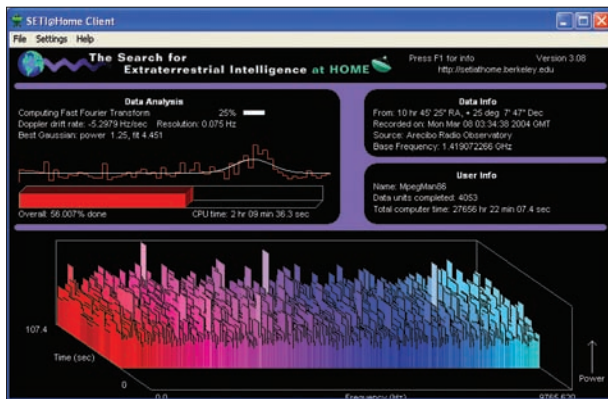 SETI@Home Client
File Settings Help
The Search for
Extraterrestrial Intelligence at HOME
Press F1 for info
Version 3.08
http://setiathome.berkeley.edu
Data Analysis
Computing Fast Fourier Transform 25%
Doppler drift rate: -5.2979 Hz/sec Resolution: 0.075 Hz
Best Gaussian: power 1.25, fit 4.451
Overall: 56.007% done
CPU time: 2 hr 09 min 36.3 sec
Data Info
From: 10 hr 45' 25" RA, + 25 deg 7' 47" Dec
Recorded on: Mon Mar 08 03:34:38 2004 GMT
Source: Arecibo Radio Observatory
Base Frequency: 1.419072266 GHz
User Info
Name: MpegMan86
Data units completed: 4053
Total computer time: 27656 hr 22 min 07.4 sec
107.4
Time (sec)
0
0.0
Frequency (Hz)
9765.620
Power